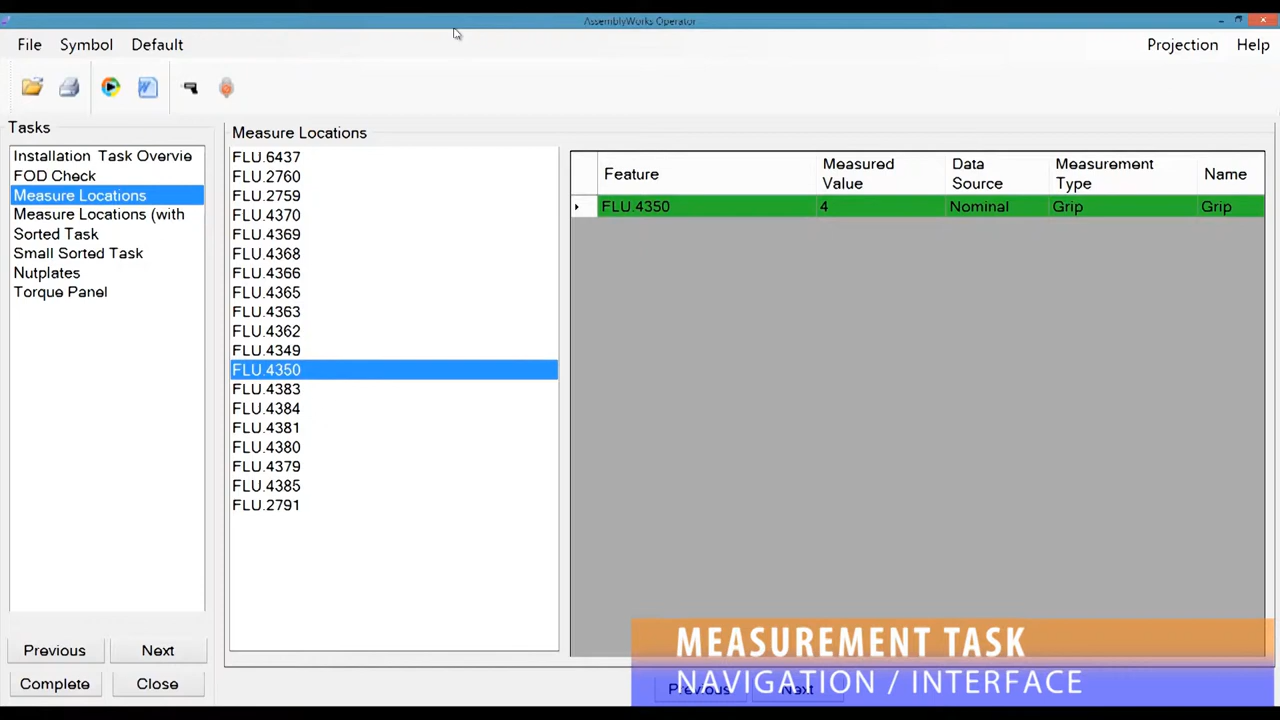 AssemblyWorks Operator
File Symbol Default Projection Help
Tasks
Installation Task Overvie
FOD Check
Measure Locations
Measure Locations (with
Sorted Task
Small Sorted Task
Nutplates
Torque Panel
Previous Next
Complete Close
Measure Locations
FLU.6437
FLU.2760
FLU.2759
FLU.4370
FLU.4369
FLU.4368
FLU.4366
FLU.4365
FLU.4363
FLU.4362
FLU.4349
FLU.4350
FLU.4383
FLU.4384
FLU.4381
FLU.4380
FLU.4379
FLU.4385
FLU.2791
Feature Measured Value Data Source Measurement Type Name
FLU.4350 4 Nominal Grip Grip
Previous Next
MEASUREMENT TASK
NAVIGATION / INTERFACE